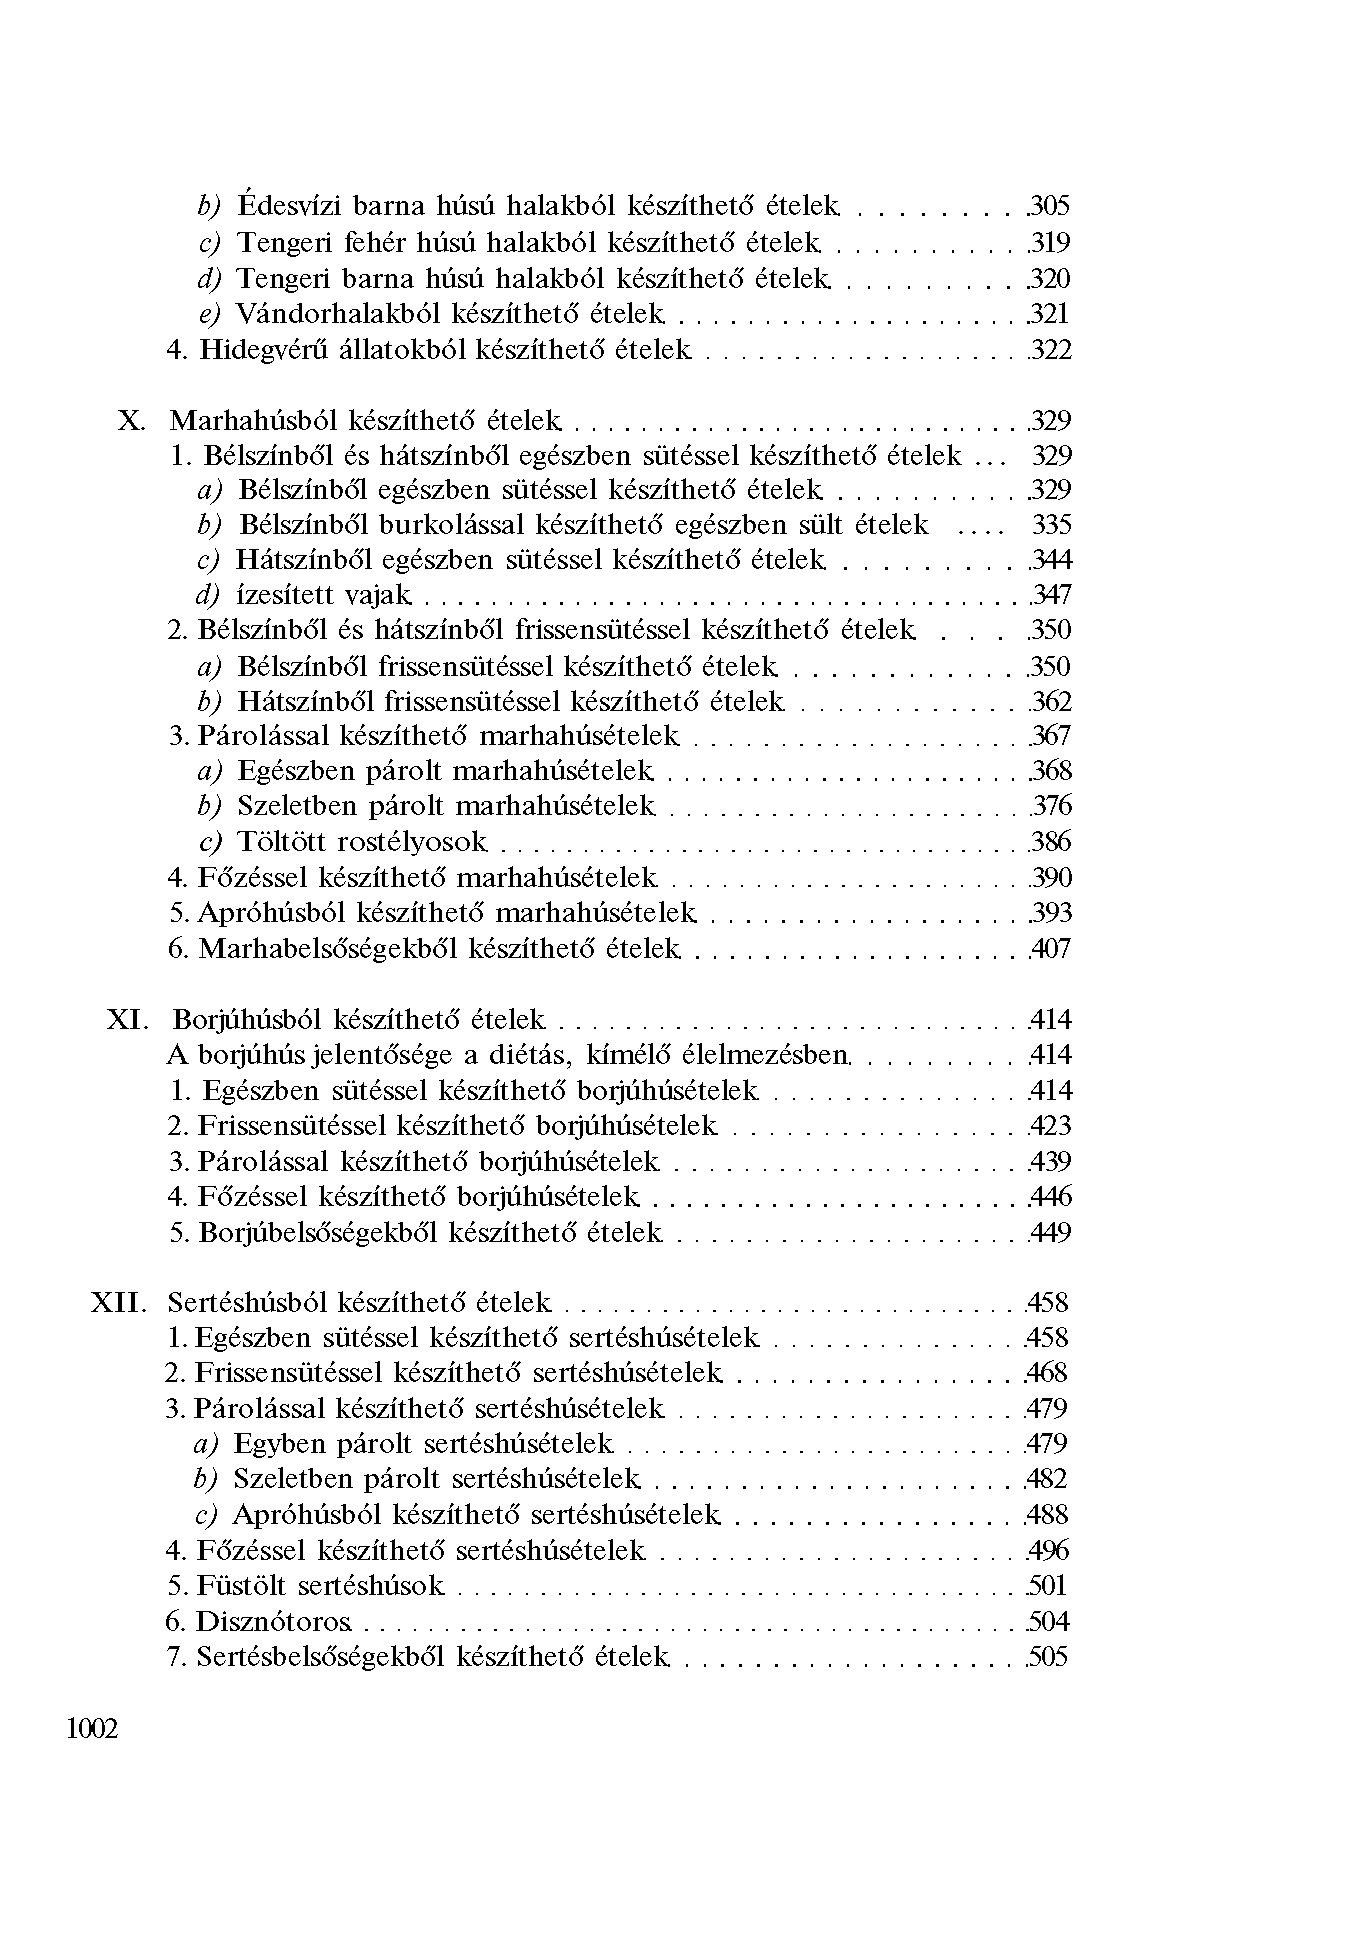 b) Édesvízi barna húsú halakból készíthető ételek . . . . . . . . . .305
c) Tengeri fehér húsú halakból készíthető ételek . . . . . . . . . . . .319
d) Tengeri barna húsú halakból készíthető ételek . . . . . . . . . . .320
e) Vándorhalakból készíthető ételek . . . . . . . . . . . . . . . . . . . . .321
4. Hidegvérű állatokból készíthető ételek . . . . . . . . . . . . . . . . . . .322
X. Marhahúsból készíthető ételek . . . . . . . . . . . . . . . . . . . . . . . . . . . .329
1. Bélszínből és hátszínből egészben sütéssel készíthető ételek ... 329
a) Bélszínből egészben sütéssel készíthető ételek . . . . . . . . . . .329
b) Bélszínből burkolással készíthető egészben sült ételek .... 335
c) Hátszínből egészben sütéssel készíthető ételek . . . . . . . . . . .344
d) ízesített vajak . . . . . . . . . . . . . . . . . . . . . . . . . . . . . . . . . . . . .347
2. Bélszínből és hátszínből frissensütéssel készíthető ételek . . . . .350
a) Bélszínből frissensütéssel készíthető ételek . . . . . . . . . . . . . .350
b) Hátszínből frissensütéssel készíthető ételek . . . . . . . . . . . . .362
3. Párolással készíthető marhahúsételek . . . . . . . . . . . . . . . . . . . .367
a) Egészben párolt marhahúsételek . . . . . . . . . . . . . . . . . . . . . .368
b) Szeletben párolt marhahúsételek . . . . . . . . . . . . . . . . . . . . . .376
c) Töltött rostélyosok . . . . . . . . . . . . . . . . . . . . . . . . . . . . . . . .386
4. Főzéssel készíthető marhahúsételek . . . . . . . . . . . . . . . . . . . . .390
5. Apróhúsból készíthető marhahúsételek . . . . . . . . . . . . . . . . . . .393
6. Marhabelsőségekből készíthető ételek . . . . . . . . . . . . . . . . . . . .407
XI. Borjúhúsból készíthető ételek . . . . . . . . . . . . . . . . . . . . . . . . . . . .414
A borjúhús jelentősége a diétás, kímélő élelmezésben . . . . . . . . . .414
1. Egészben sütéssel készíthető borjúhúsételek . . . . . . . . . . . . . . .414
2. Frissensütéssel készíthető borjúhúsételek . . . . . . . . . . . . . . . . .423
3. Párolással készíthető borjúhúsételek . . . . . . . . . . . . . . . . . . . . .439
4. Főzéssel készíthető borjúhúsételek . . . . . . . . . . . . . . . . . . . . . .446
5. Borjúbelsőségekből készíthető ételek . . . . . . . . . . . . . . . . . . . . .449
XII. Sertéshúsból készíthető ételek . . . . . . . . . . . . . . . . . . . . . . . . . . . .458
1. Egészben sütéssel készíthető sertéshúsételek . . . . . . . . . . . . . . .458
2. Frissensütéssel készíthető sertéshúsételek . . . . . . . . . . . . . . . . .468
3. Párolással készíthető sertéshúsételek . . . . . . . . . . . . . . . . . . . . .479
a) Egyben párolt sertéshúsételek . . . . . . . . . . . . . . . . . . . . . . . .479
b) Szeletben párolt sertéshúsételek . . . . . . . . . . . . . . . . . . . . . .482
c) Apróhúsból készíthető sertéshúsételek . . . . . . . . . . . . . . . . .488
4. Főzéssel készíthető sertéshúsételek . . . . . . . . . . . . . . . . . . . . . .496
5. Füstölt sertéshúsok . . . . . . . . . . . . . . . . . . . . . . . . . . . . . . . . . .501
6. Disznótoros . . . . . . . . . . . . . . . . . . . . . . . . . . . . . . . . . . . . . . . .504
7. Sertésbelsőségekből készíthető ételek . . . . . . . . . . . . . . . . . . . .505
1002